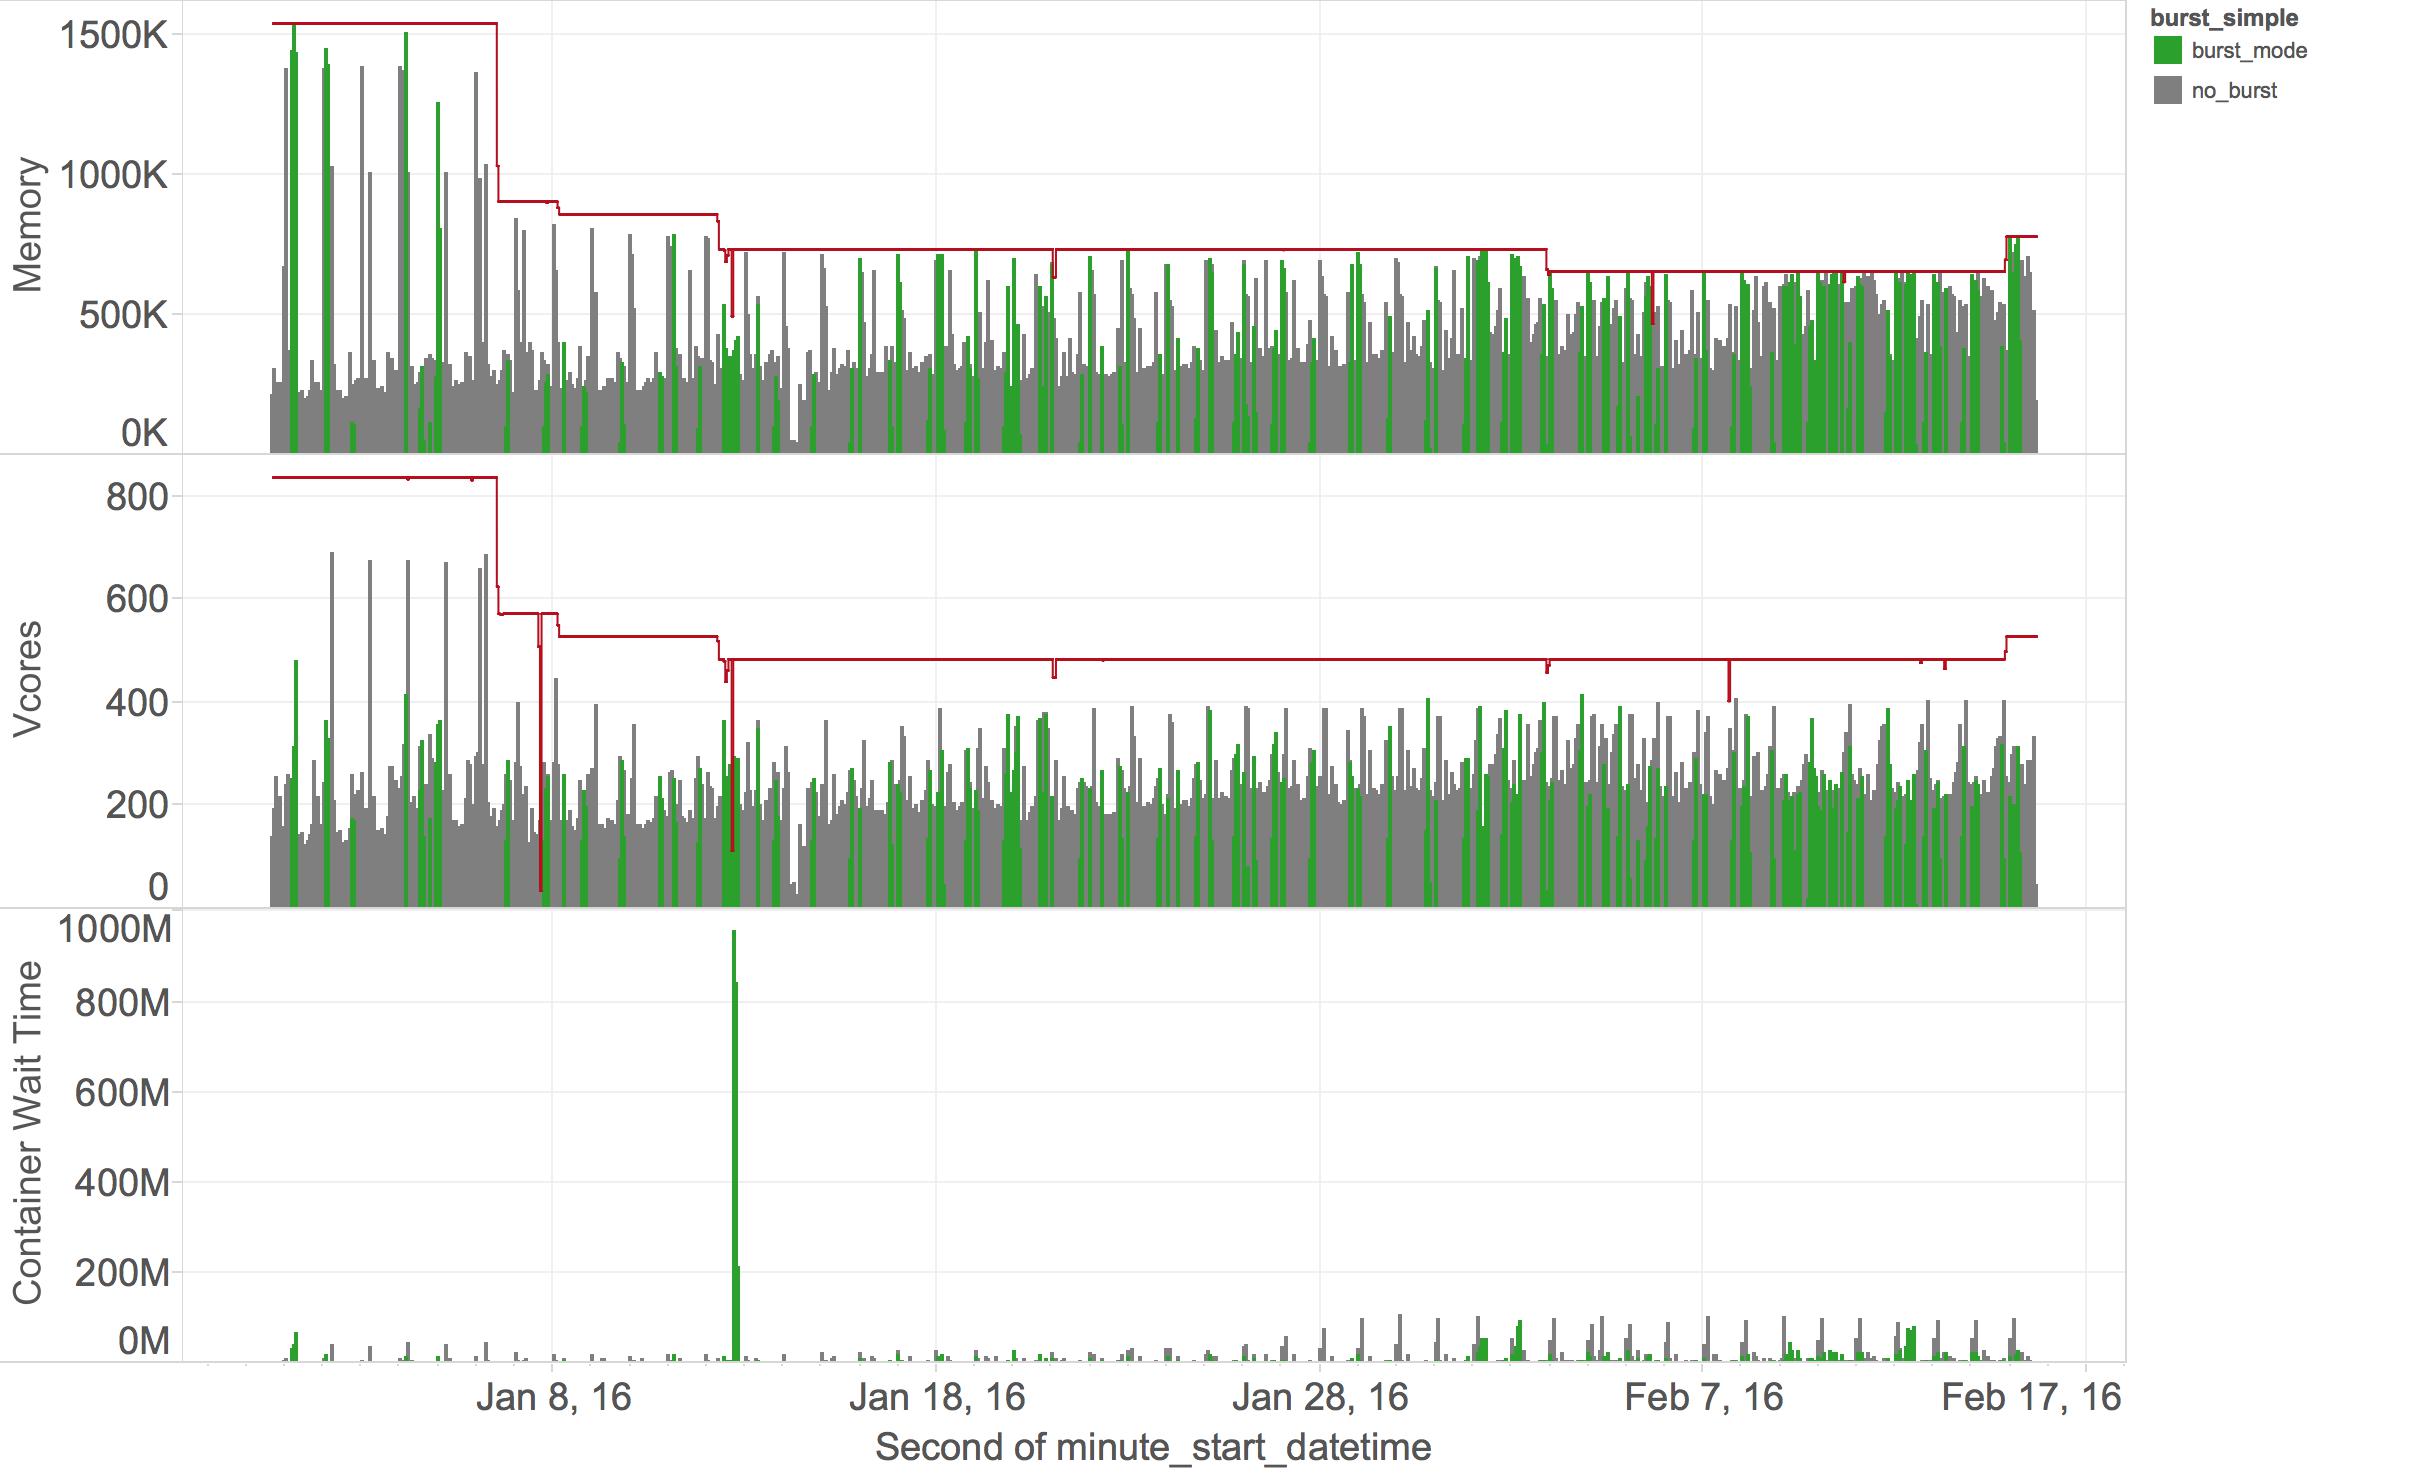 burst_simple
burst_mode
no_burst
Memory
1500K
1000K
500K
0K
Vcores
800
600
400
200
0
Container Wait Time
1000M
800M
600M
400M
200M
0M
Jan 8, 16
Jan 18, 16
Jan 28, 16
Feb 7, 16
Feb 17, 16
Second of minute_start_datetime